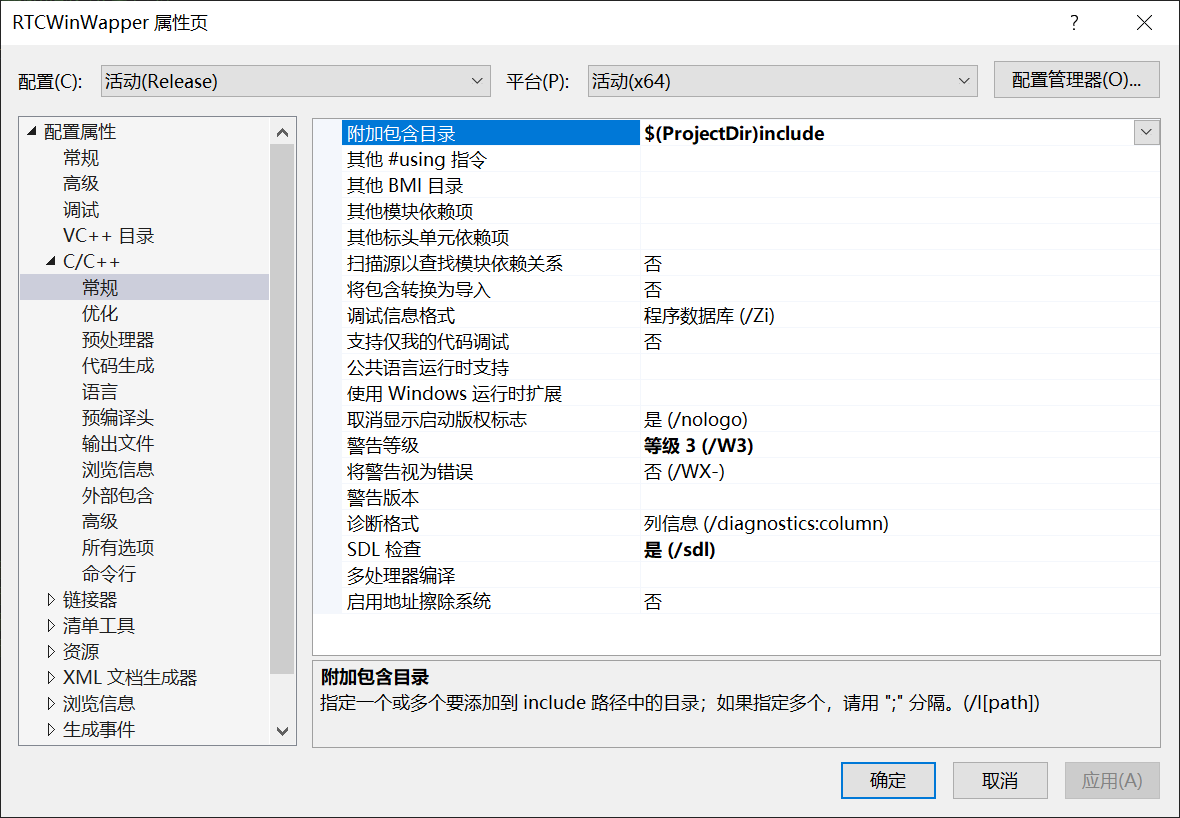 RTCWinWapper 属性页 ?
配置(C): 活动(Release) 平台(P): 活动(x64) 配置管理器(O)...
配置属性
常规
高级
调试
VC++ 目录
C/C++
常规
优化
预处理器
代码生成
语言
预编译头
输出文件
浏览信息
外部包含
高级
所有选项
命令行
链接器
清单工具
资源
XML 文档生成器
浏览信息
生成事件
附加包含目录 $(ProjectDir)include
其他 #using 指令
其他 BMI 目录
其他模块依赖项
其他标头单元依赖项
扫描源以查找模块依赖关系 否
将包含转换为导入 否
调试信息格式 程序数据库 (/Zi)
支持仅我的代码调试 否
公共语言运行时支持
使用 Windows 运行时扩展
取消显示启动版权标志 是 (/nologo)
警告等级 等级 3 (/W3)
将警告视为错误 否 (/WX-)
警告版本
诊断格式 列信息 (/diagnostics:column)
SDL 检查 是 (/sdl)
多处理器编译
启用地址擦除系统 否
附加包含目录
指定一个或多个要添加到 include 路径中的目录；如果指定多个，请用 ";" 分隔。(/I[path])
确定 取消 应用(A)